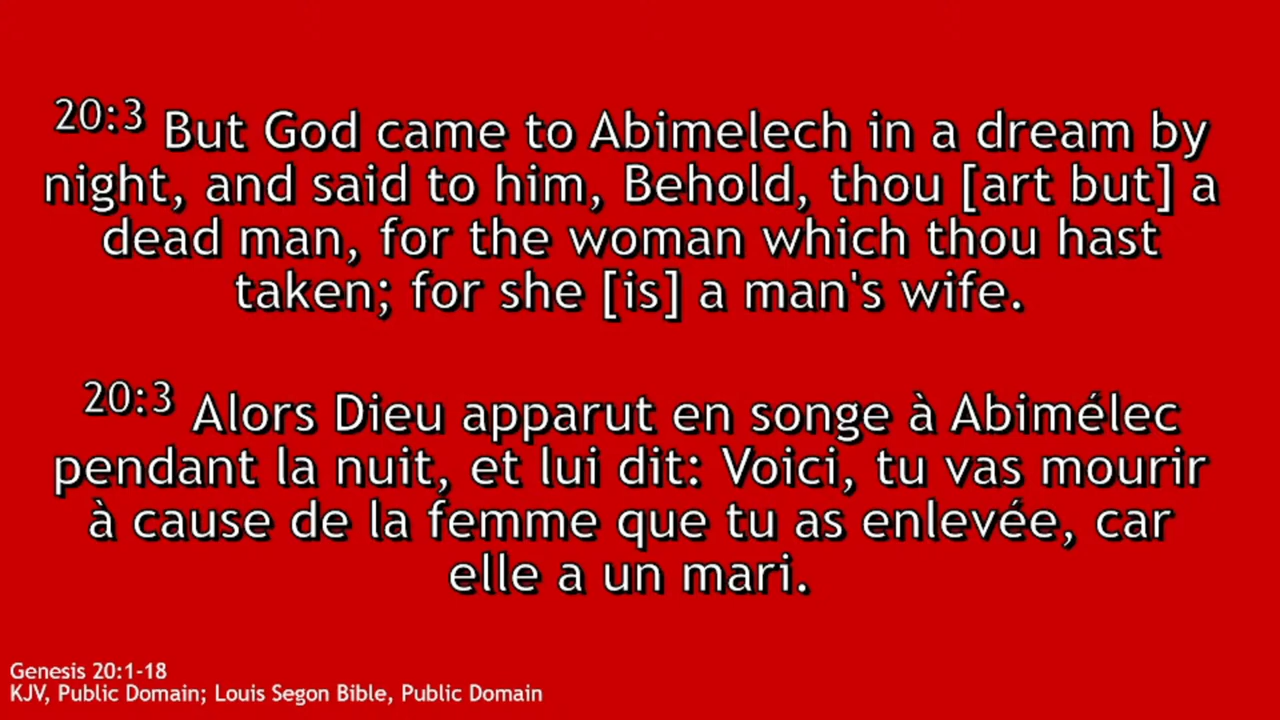 20:3 But God came to Abimelech in a dream by
night, and said to him, Behold, thou [art but] a
dead man, for the woman which thou hast
taken; for she [is] a man's wife.
20:3 Alors Dieu apparut en songe à Abimélec
pendant la nuit, et lui dit: Voici, tu vas mourir
à cause de la femme que tu as enlevée, car
elle a un mari.
Genesis 20:1-18
KJV, Public Domain; Louis Segon Bible, Public Domain